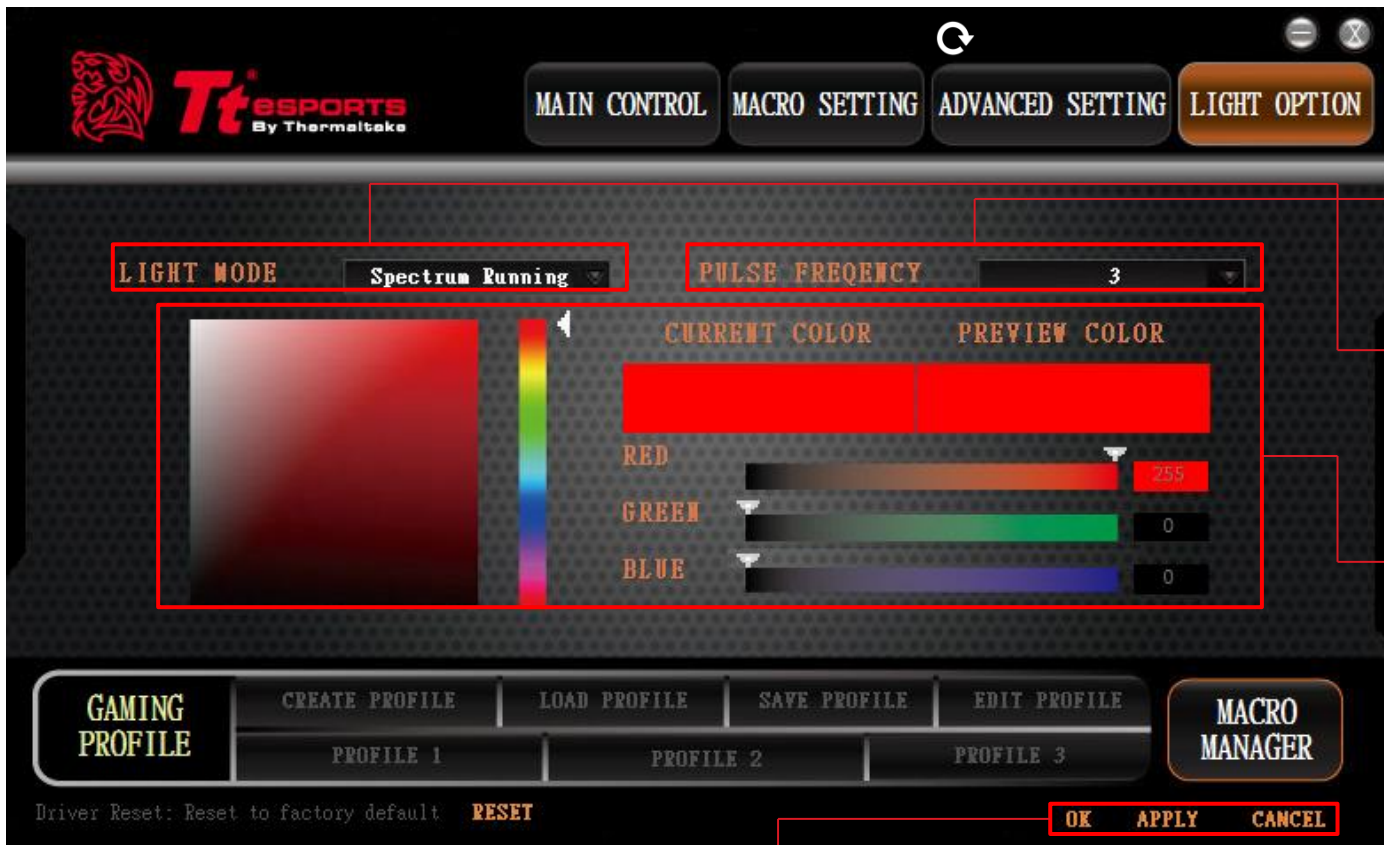 Tt® eSPORTS
By Thermaltake
MAIN CONTROL
MACRO SETTING
ADVANCED SETTING
LIGHT OPTION
LIGHT MODE
Spectrum Running
PULSE FREQENCY
3
CURRENT COLOR
PREVIEW COLOR
RED
255
GREEN
0
BLUE
0
GAMING
PROFILE
CREATE PROFILE
LOAD PROFILE
SAVE PROFILE
EDIT PROFILE
PROFILE 1
PROFILE 2
PROFILE 3
MACRO
MANAGER
Driver Reset: Reset to factory default RESET
OK APPLY CANCEL